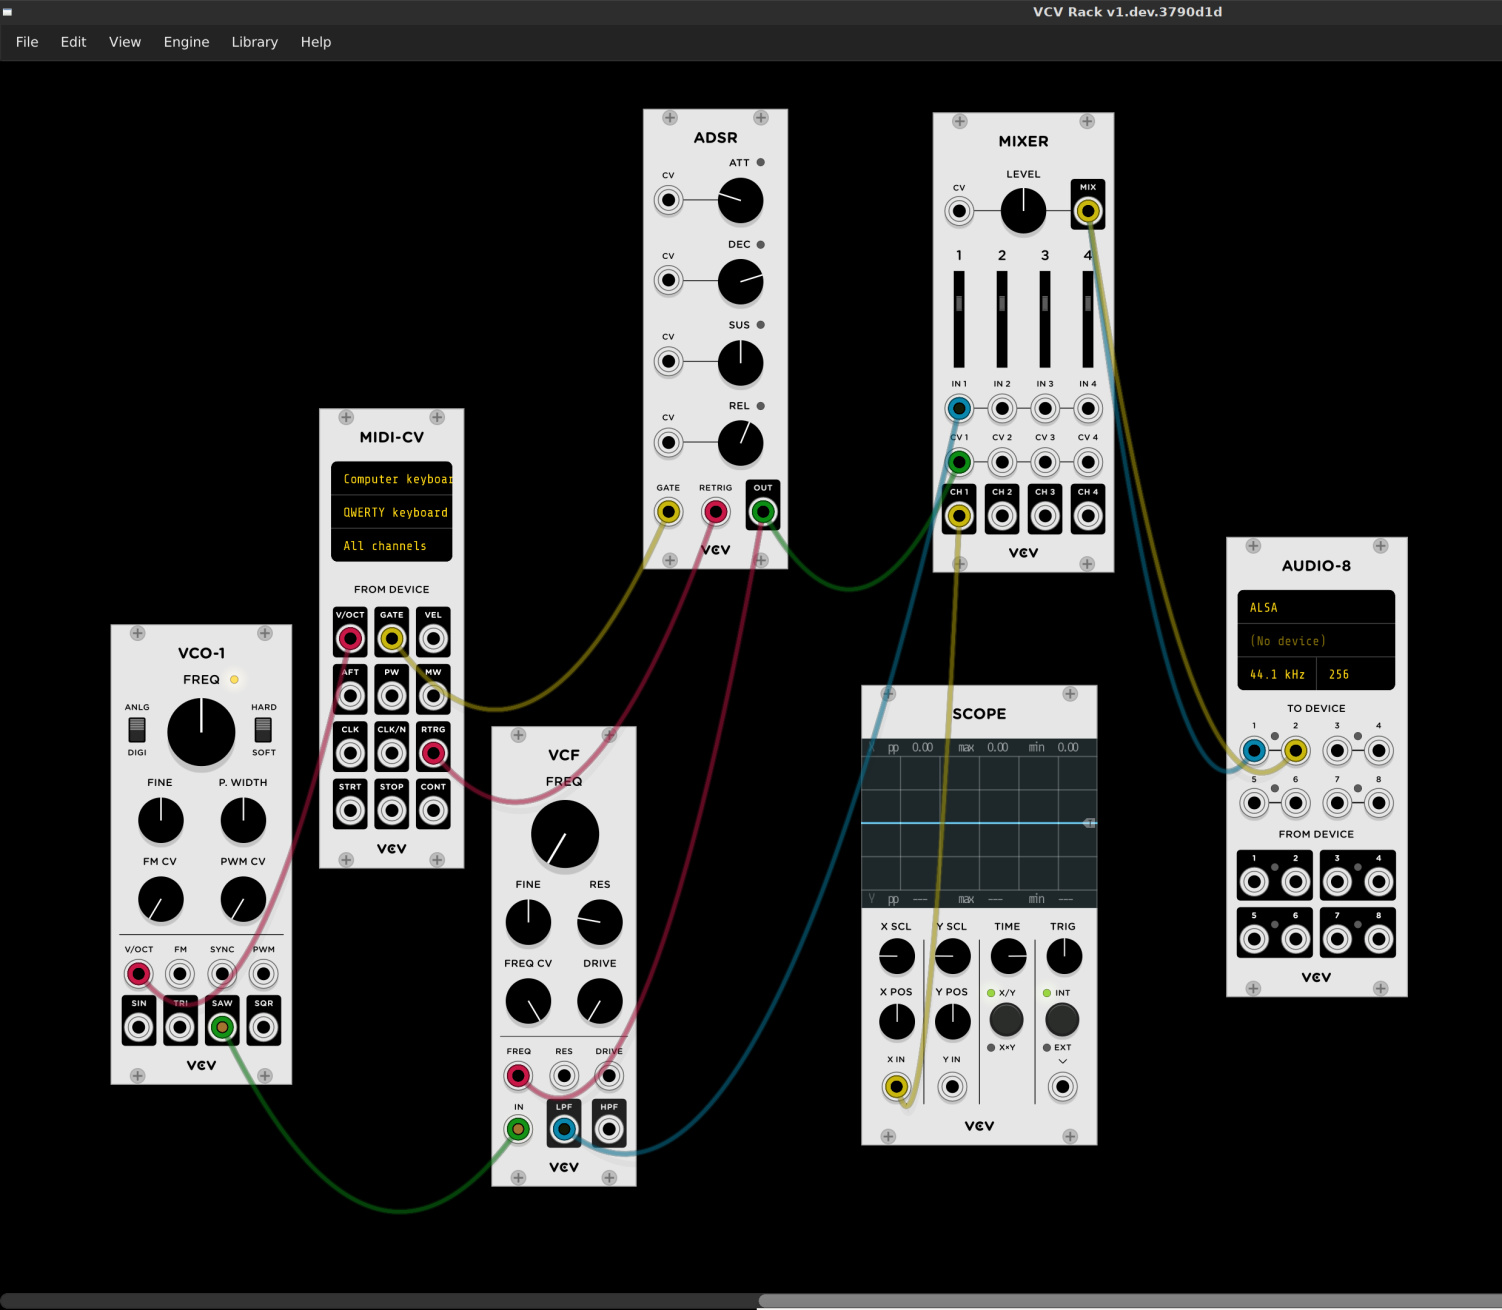 VCV Rack v1.dev.3790d1d
File Edit View Engine Library Help
ADSR
ATT
CV
DEC
CV
SUS
CV
REL
CV
GATE RETRIG OUT
VCV
MIXER
LEVEL
CV MIX
1 2 3 4
IN 1 IN 2 IN 3 IN 4
CV 1 CV 2 CV 3 CV 4
CH 1 CH 2 CH 3 CH 4
VCV
MIDI-CV
Computer keyboar
QWERTY keyboard
All channels
FROM DEVICE
V/OCT GATE VEL
AFT PW MW
CLK CLK/N RTRG
STRT STOP CONT
VCV
AUDIO-8
ALSA
(No device)
44.1 kHz 256
TO DEVICE
1 2 3 4
5 6 7 8
FROM DEVICE
1 2 3 4
5 6 7 8
VCV
VCO-1
FREQ
ANLG HARD
DIGI SOFT
FINE P. WIDTH
FM CV PWM CV
V/OCT FM SYNC PWM
SIN TRI SAW SQR
VCV
VCF
FREQ
FINE RES
FREQ CV DRIVE
FREQ RES DRIVE
IN LPF HPF
VCV
SCOPE
X pp 0.00 max 0.00 min 0.00
T
Y pp --- max --- min ---
X SCL Y SCL TIME TRIG
X POS Y POS X/Y INT
X×Y EXT
X IN Y IN
VCV